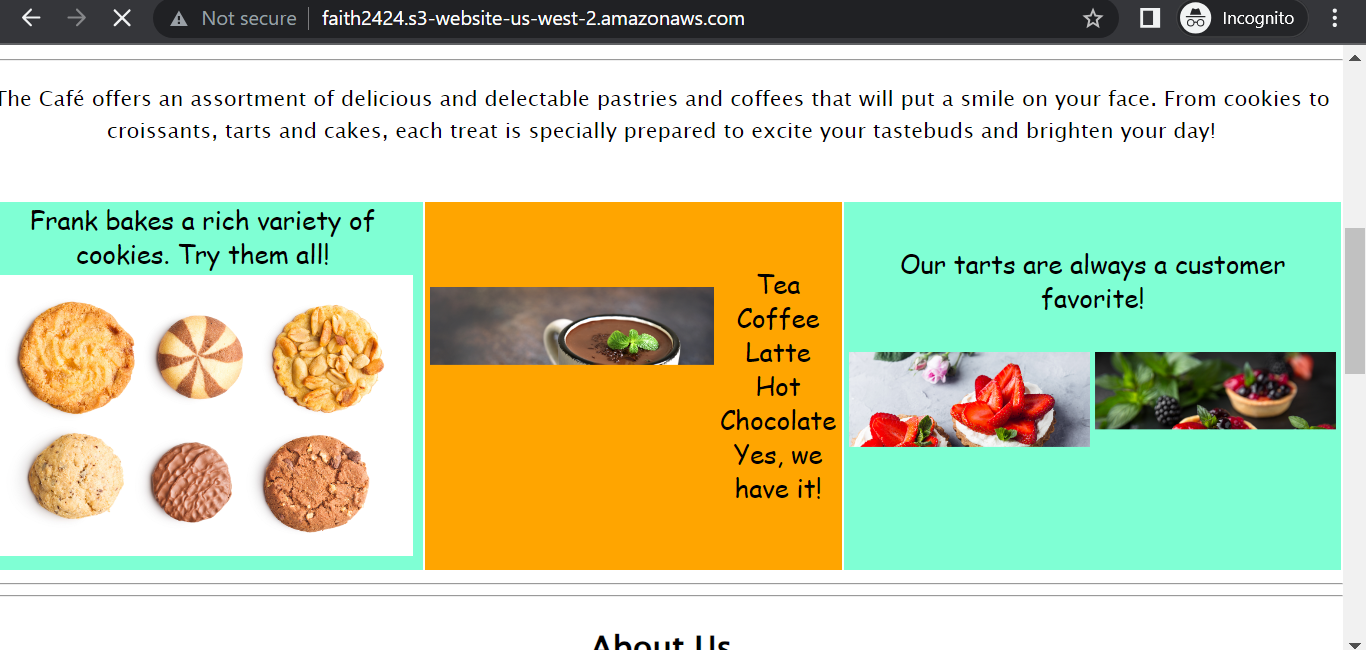 Not secure
faith2424.s3-website-us-west-2.amazonaws.com
Incognito
The Café offers an assortment of delicious and delectable pastries and coffees that will put a smile on your face. From cookies to
croissants, tarts and cakes, each treat is specially prepared to excite your tastebuds and brighten your day!
Frank bakes a rich variety of
cookies. Try them all!
Tea
Coffee
Latte
Hot
Chocolate
Yes, we
have it!
Our tarts are always a customer
favorite!
About Us